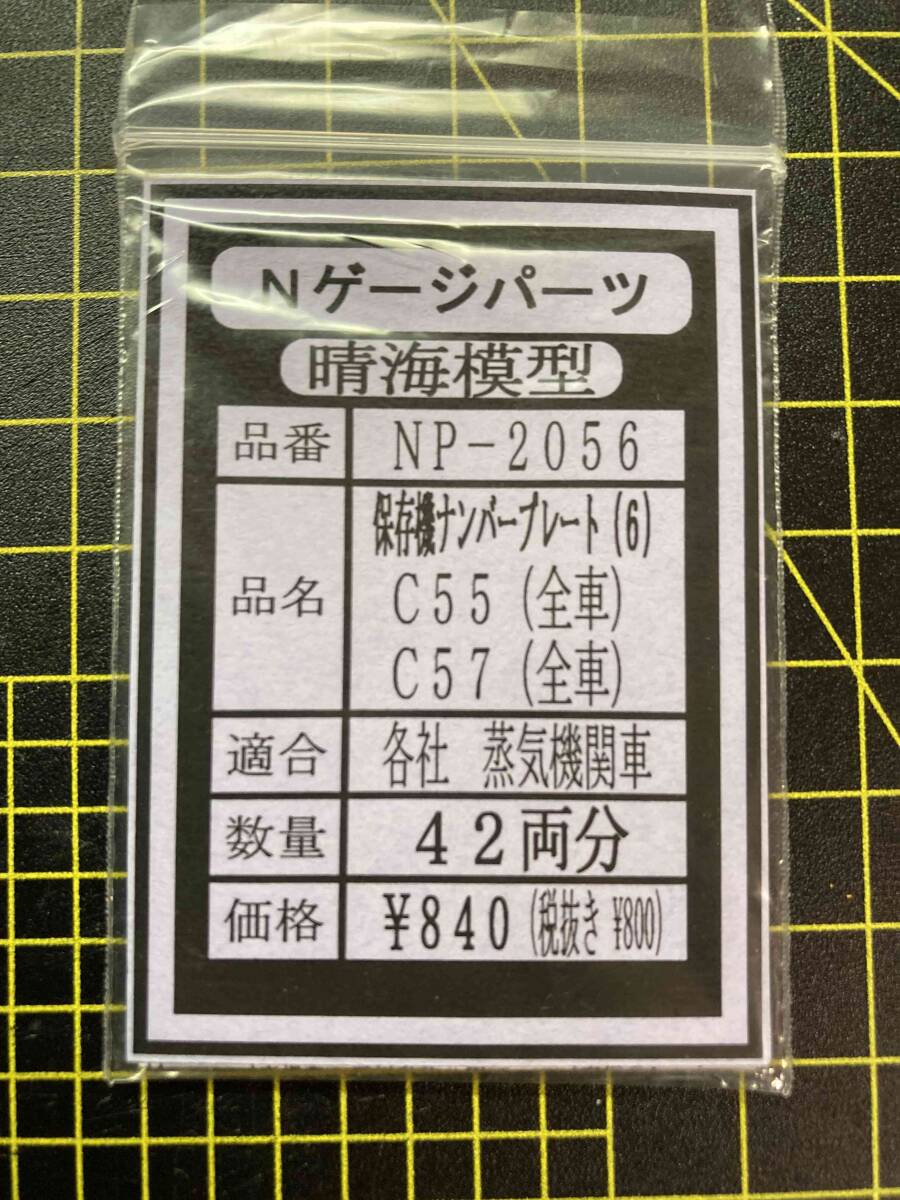 Nゲージパーツ
晴海模型
品番 NP-2056
品名 保存機ナンバープレート(6)
C55(全車)
C57(全車)
適合 各社 蒸気機関車
数量 42両分
価格 ¥840(税抜き ¥800)